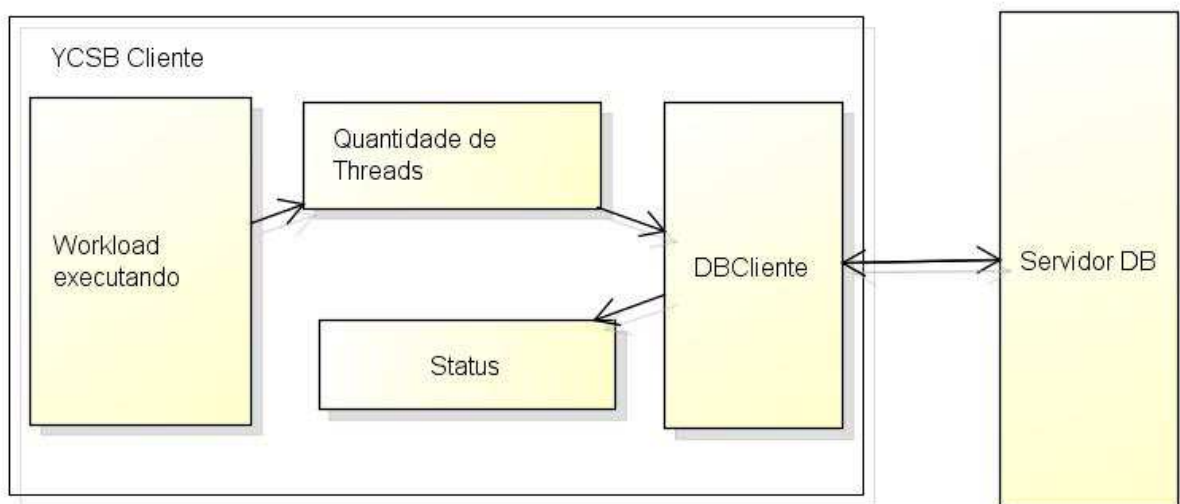 YCSB Cliente
Quantidade de
Threads
Workload
executando
DBCliente
Servidor DB
Status